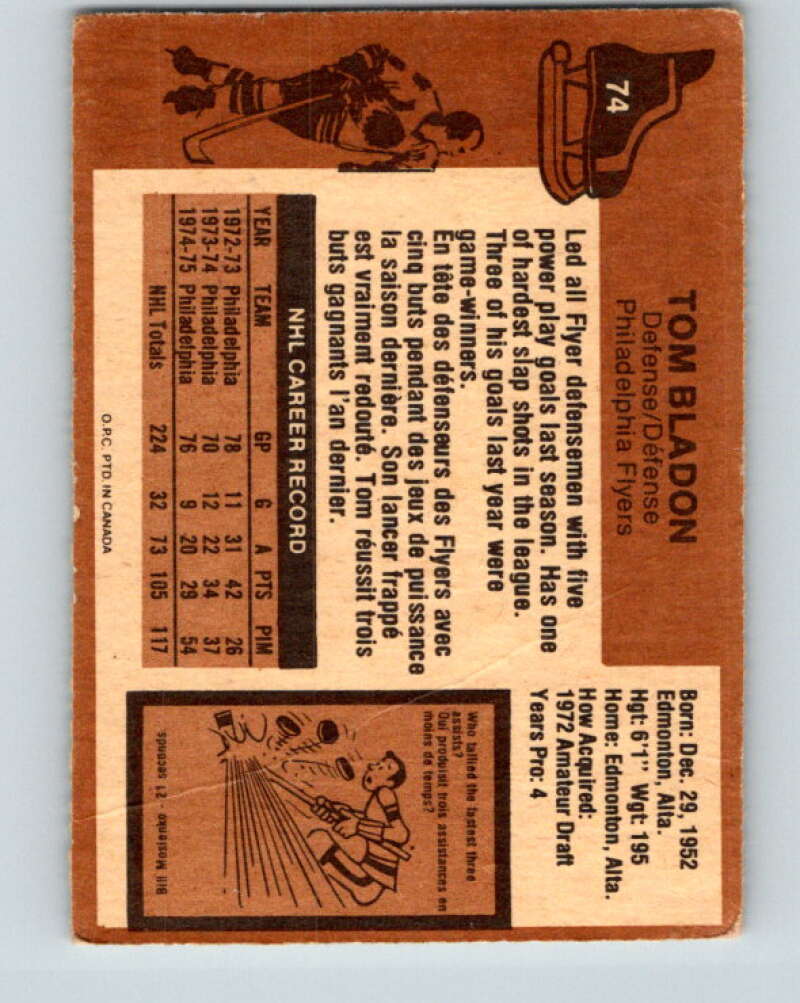 74
TOM BLADON
Defense/Défense
Philadelphia Flyers
Born: Dec. 29, 1952
Edmonton, Alta.
Hgt: 6'1" Wgt: 195
Home: Edmonton, Alta.
How Acquired:
1972 Amateur Draft
Years Pro: 4
Led all Flyer defensemen with five
power play goals last season. Has one
of hardest slap shots in the league.
Three of his goals last year were
game-winners.
En tête des défenseurs des Flyers avec
cinq buts pendant des jeux de puissance
la saison dernière. Son lancer frappé
est vraiment redouté. Tom réussit trois
buts gagnants l'an dernier.
NHL CAREER RECORD
YEAR TEAM GP G A PTS PIM
1972-73 Philadelphia 78 11 31 42 26
1973-74 Philadelphia 70 12 22 34 37
1974-75 Philadelphia 76 9 20 29 54
NHL Totals 224 32 73 105 117
O.P.C. PTD. IN CANADA
Who tallied the fastest three
assists?
Qui produisit trois assistances en
moins de temps?
Bill Mosienko 21 seconds